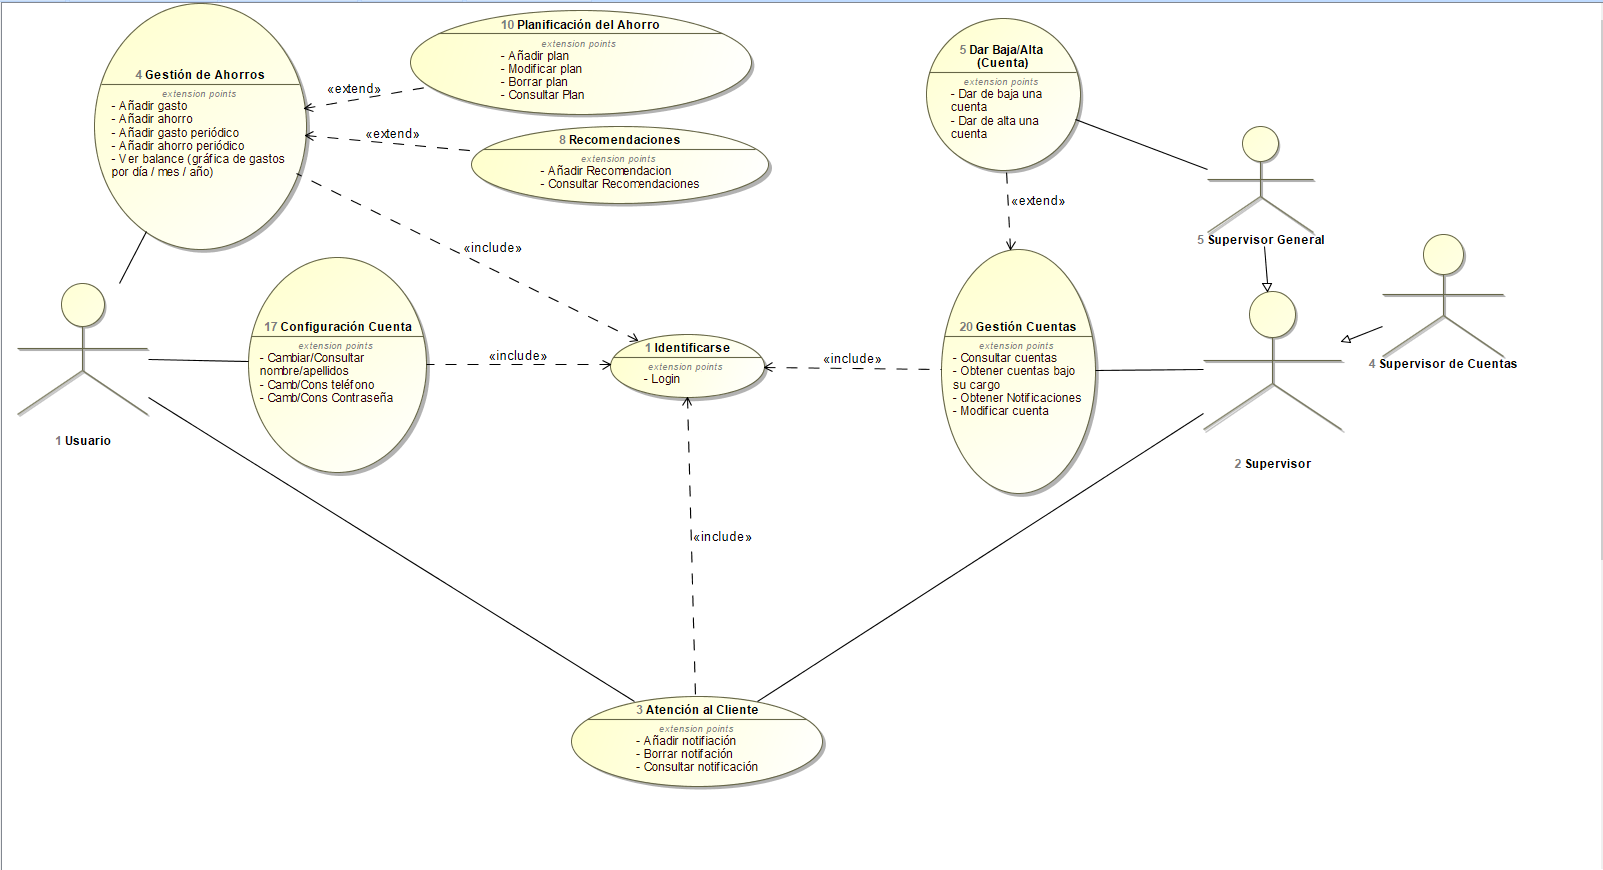 4 Gestión de Ahorros
extension points
- Añadir gasto
- Añadir ahorro
- Añadir gasto periódico
- Añadir ahorro periódico
- Ver balance (gráfica de gastos
por día / mes / año)
10 Planificación del Ahorro
extension points
- Añadir plan
- Modificar plan
- Borrar plan
- Consultar Plan
«extend»
«extend»
8 Recomendaciones
extension points
- Añadir Recomendacion
- Consultar Recomendaciones
5 Dar Baja/Alta
(Cuenta)
extension points
- Dar de baja una
cuenta
- Dar de alta una
cuenta
«extend»
5 Supervisor General
«include»
17 Configuración Cuenta
extension points
- Cambiar/Consultar
nombre/apellidos
- Camb/Cons teléfono
- Camb/Cons Contraseña
«include»
1 Identificarse
extension points
- Login
«include»
20 Gestión Cuentas
extension points
- Consultar cuentas
- Obtener cuentas bajo
su cargo
- Obtener Notificaciones
- Modificar cuenta
4 Supervisor de Cuentas
1 Usuario
2 Supervisor
«include»
3 Atención al Cliente
extension points
- Añadir notifiación
- Borrar notifación
- Consultar notificación